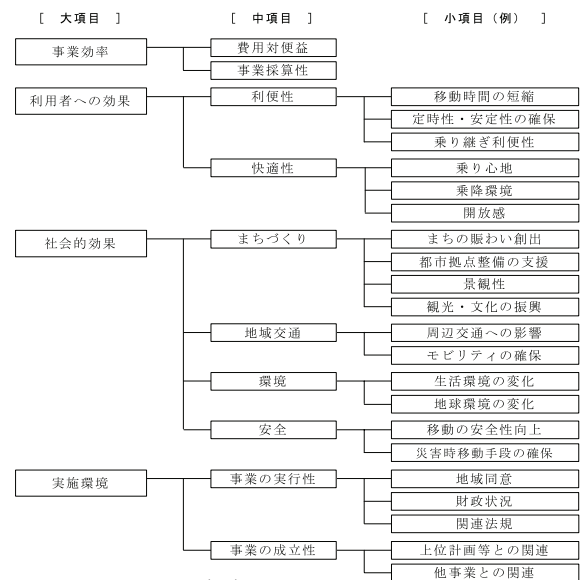 ［ 大項目 ］ ［ 中項目 ］ ［ 小項目（例） ］
事業効率 費用対便益
事業採算性
利用者への効果 利便性 移動時間の短縮
定時性・安定性の確保
乗り継ぎ利便性
快適性 乗り心地
乗降環境
開放感
社会的効果 まちづくり まちの賑わい創出
都市拠点整備の支援
景観性
観光・文化の振興
地域交通 周辺交通への影響
モビリティの確保
環境 生活環境の変化
地球環境の変化
安全 移動の安全性向上
災害時移動手段の確保
実施環境 事業の実行性 地域同意
財政状況
関連法規
事業の成立性 上位計画等との関連
他事業との関連